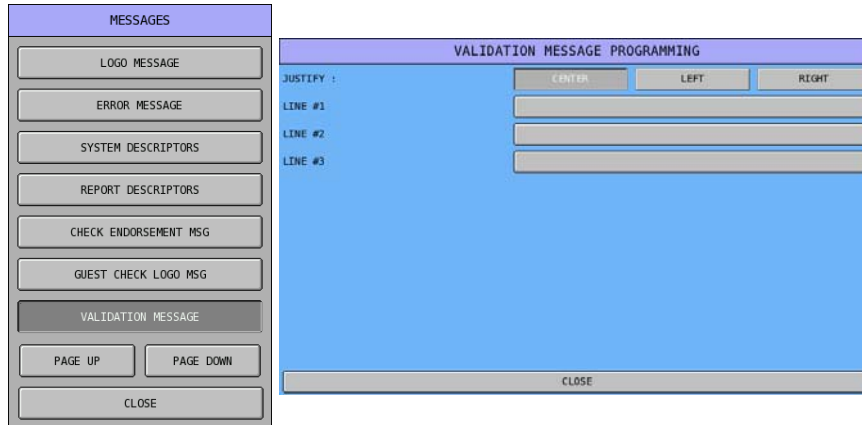 MESSAGES
LOGO MESSAGE
ERROR MESSAGE
SYSTEM DESCRIPTORS
REPORT DESCRIPTORS
CHECK ENDORSEMENT MSG
GUEST CHECK LOGO MSG
VALIDATION MESSAGE
PAGE UP PAGE DOWN
CLOSE
VALIDATION MESSAGE PROGRAMMING
JUSTIFY : CENTER LEFT RIGHT
LINE #1
LINE #2
LINE #3
CLOSE